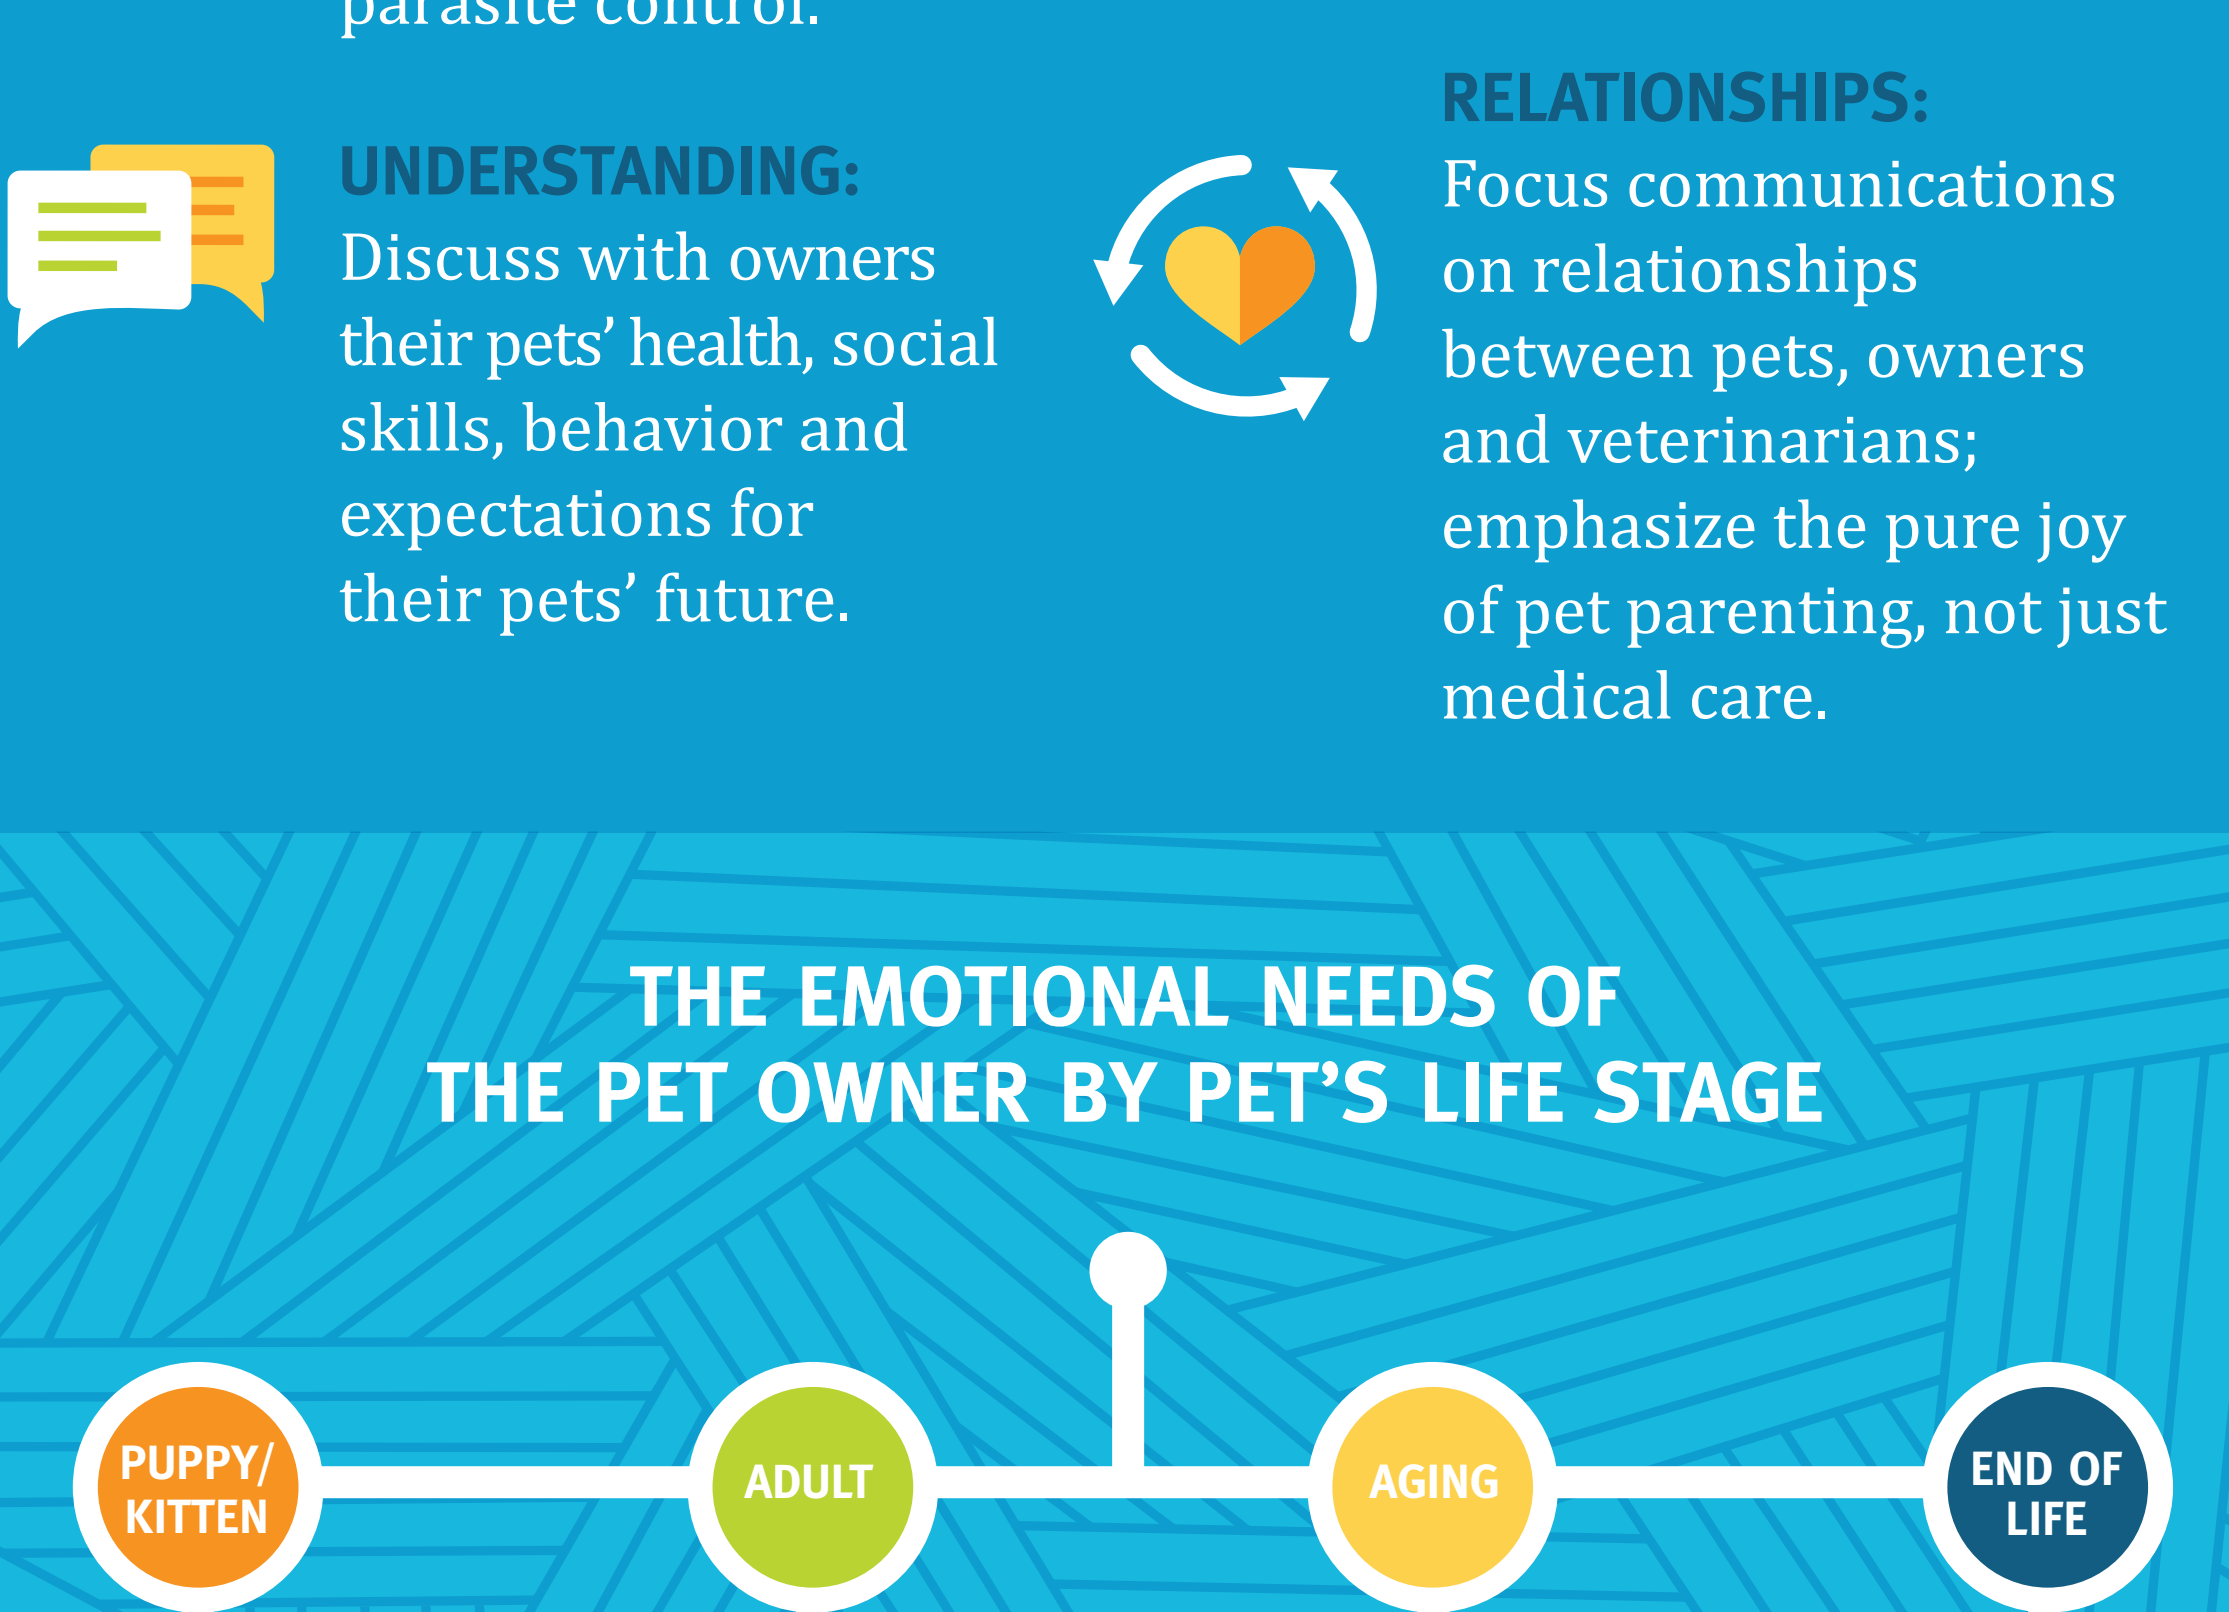 parasite control.
UNDERSTANDING:
Discuss with owners
their pets’ health, social
skills, behavior and
expectations for
their pets’ future.
RELATIONSHIPS:
Focus communications
on relationships
between pets, owners
and veterinarians;
emphasize the pure joy
of pet parenting, not just
medical care.
THE EMOTIONAL NEEDS OF
THE PET OWNER BY PET’S LIFE STAGE
PUPPY/
KITTEN
ADULT
AGING
END OF
LIFE